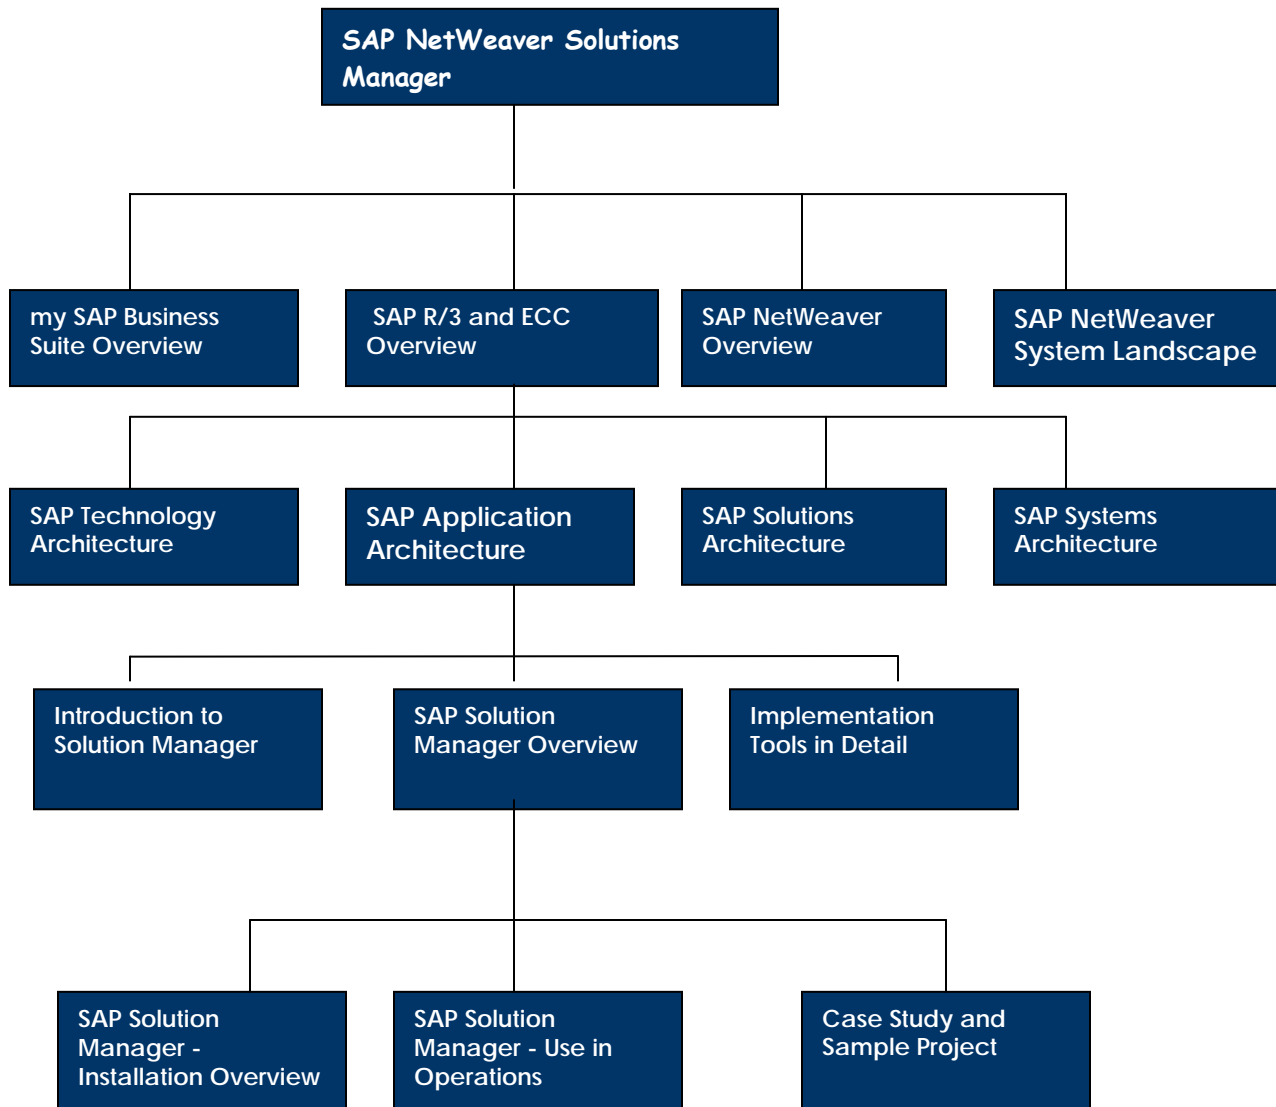 SAP NetWeaver Solutions
Manager
my SAP Business
Suite Overview
SAP R/3 and ECC
Overview
SAP NetWeaver
Overview
SAP NetWeaver
System Landscape
SAP Technology
Architecture
SAP Application
Architecture
SAP Solutions
Architecture
SAP Systems
Architecture
Introduction to
Solution Manager
SAP Solution
Manager Overview
Implementation
Tools in Detail
SAP Solution
Manager -
Installation Overview
SAP Solution
Manager - Use in
Operations
Case Study and
Sample Project